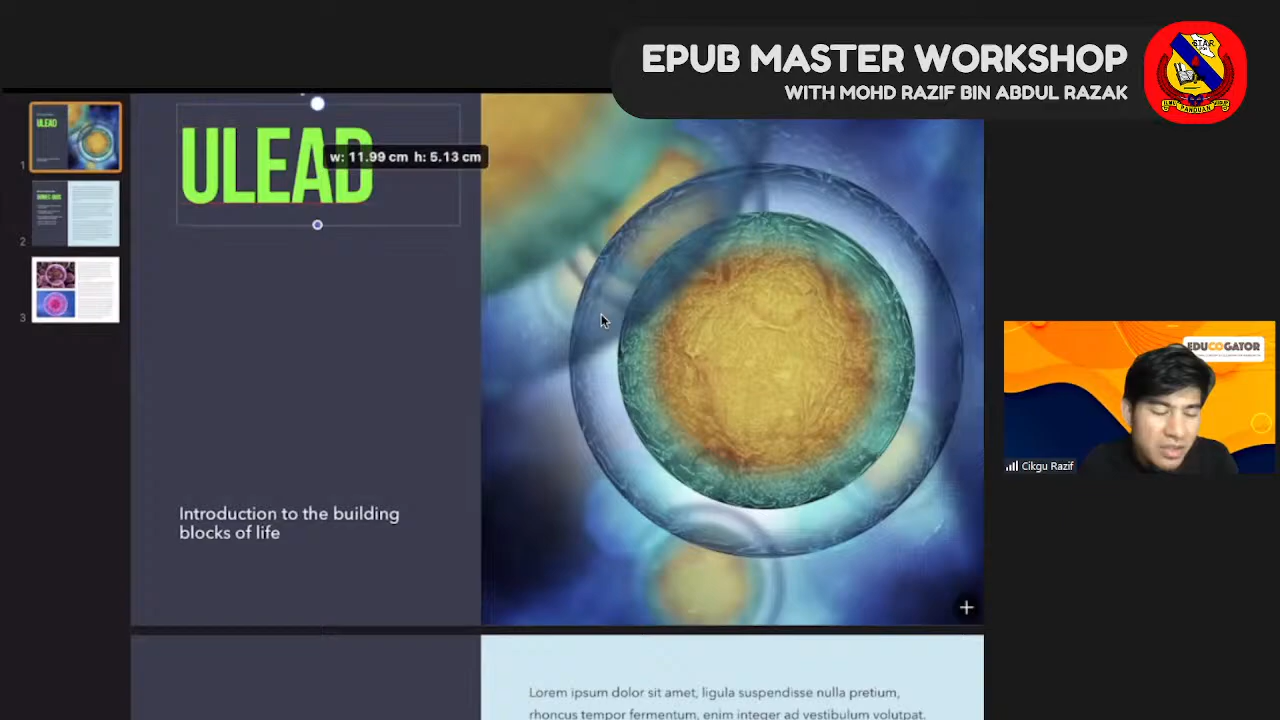 EPUB MASTER WORKSHOP
WITH MOHD RAZIF BIN ABDUL RAZAK
STAR
ULEAD
w: 11.99 cm h: 5.13 cm
Introduction to the building
blocks of life
Lorem ipsum dolor sit amet, ligula suspendisse nulla pretium,
rhoncus tempor fermentum, enim integer ad vestibulum volutpat.
1
ULEAD
2
3
EDUCOGATOR
Cikgu Razif